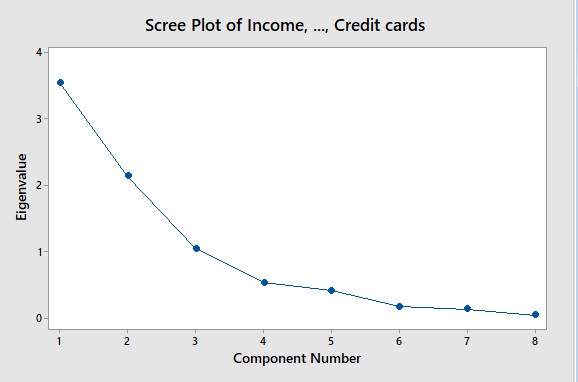 Scree Plot of Income, ..., Credit cards
4
3
2
1
0
Eigenvalue
1 2 3 4 5 6 7 8
Component Number